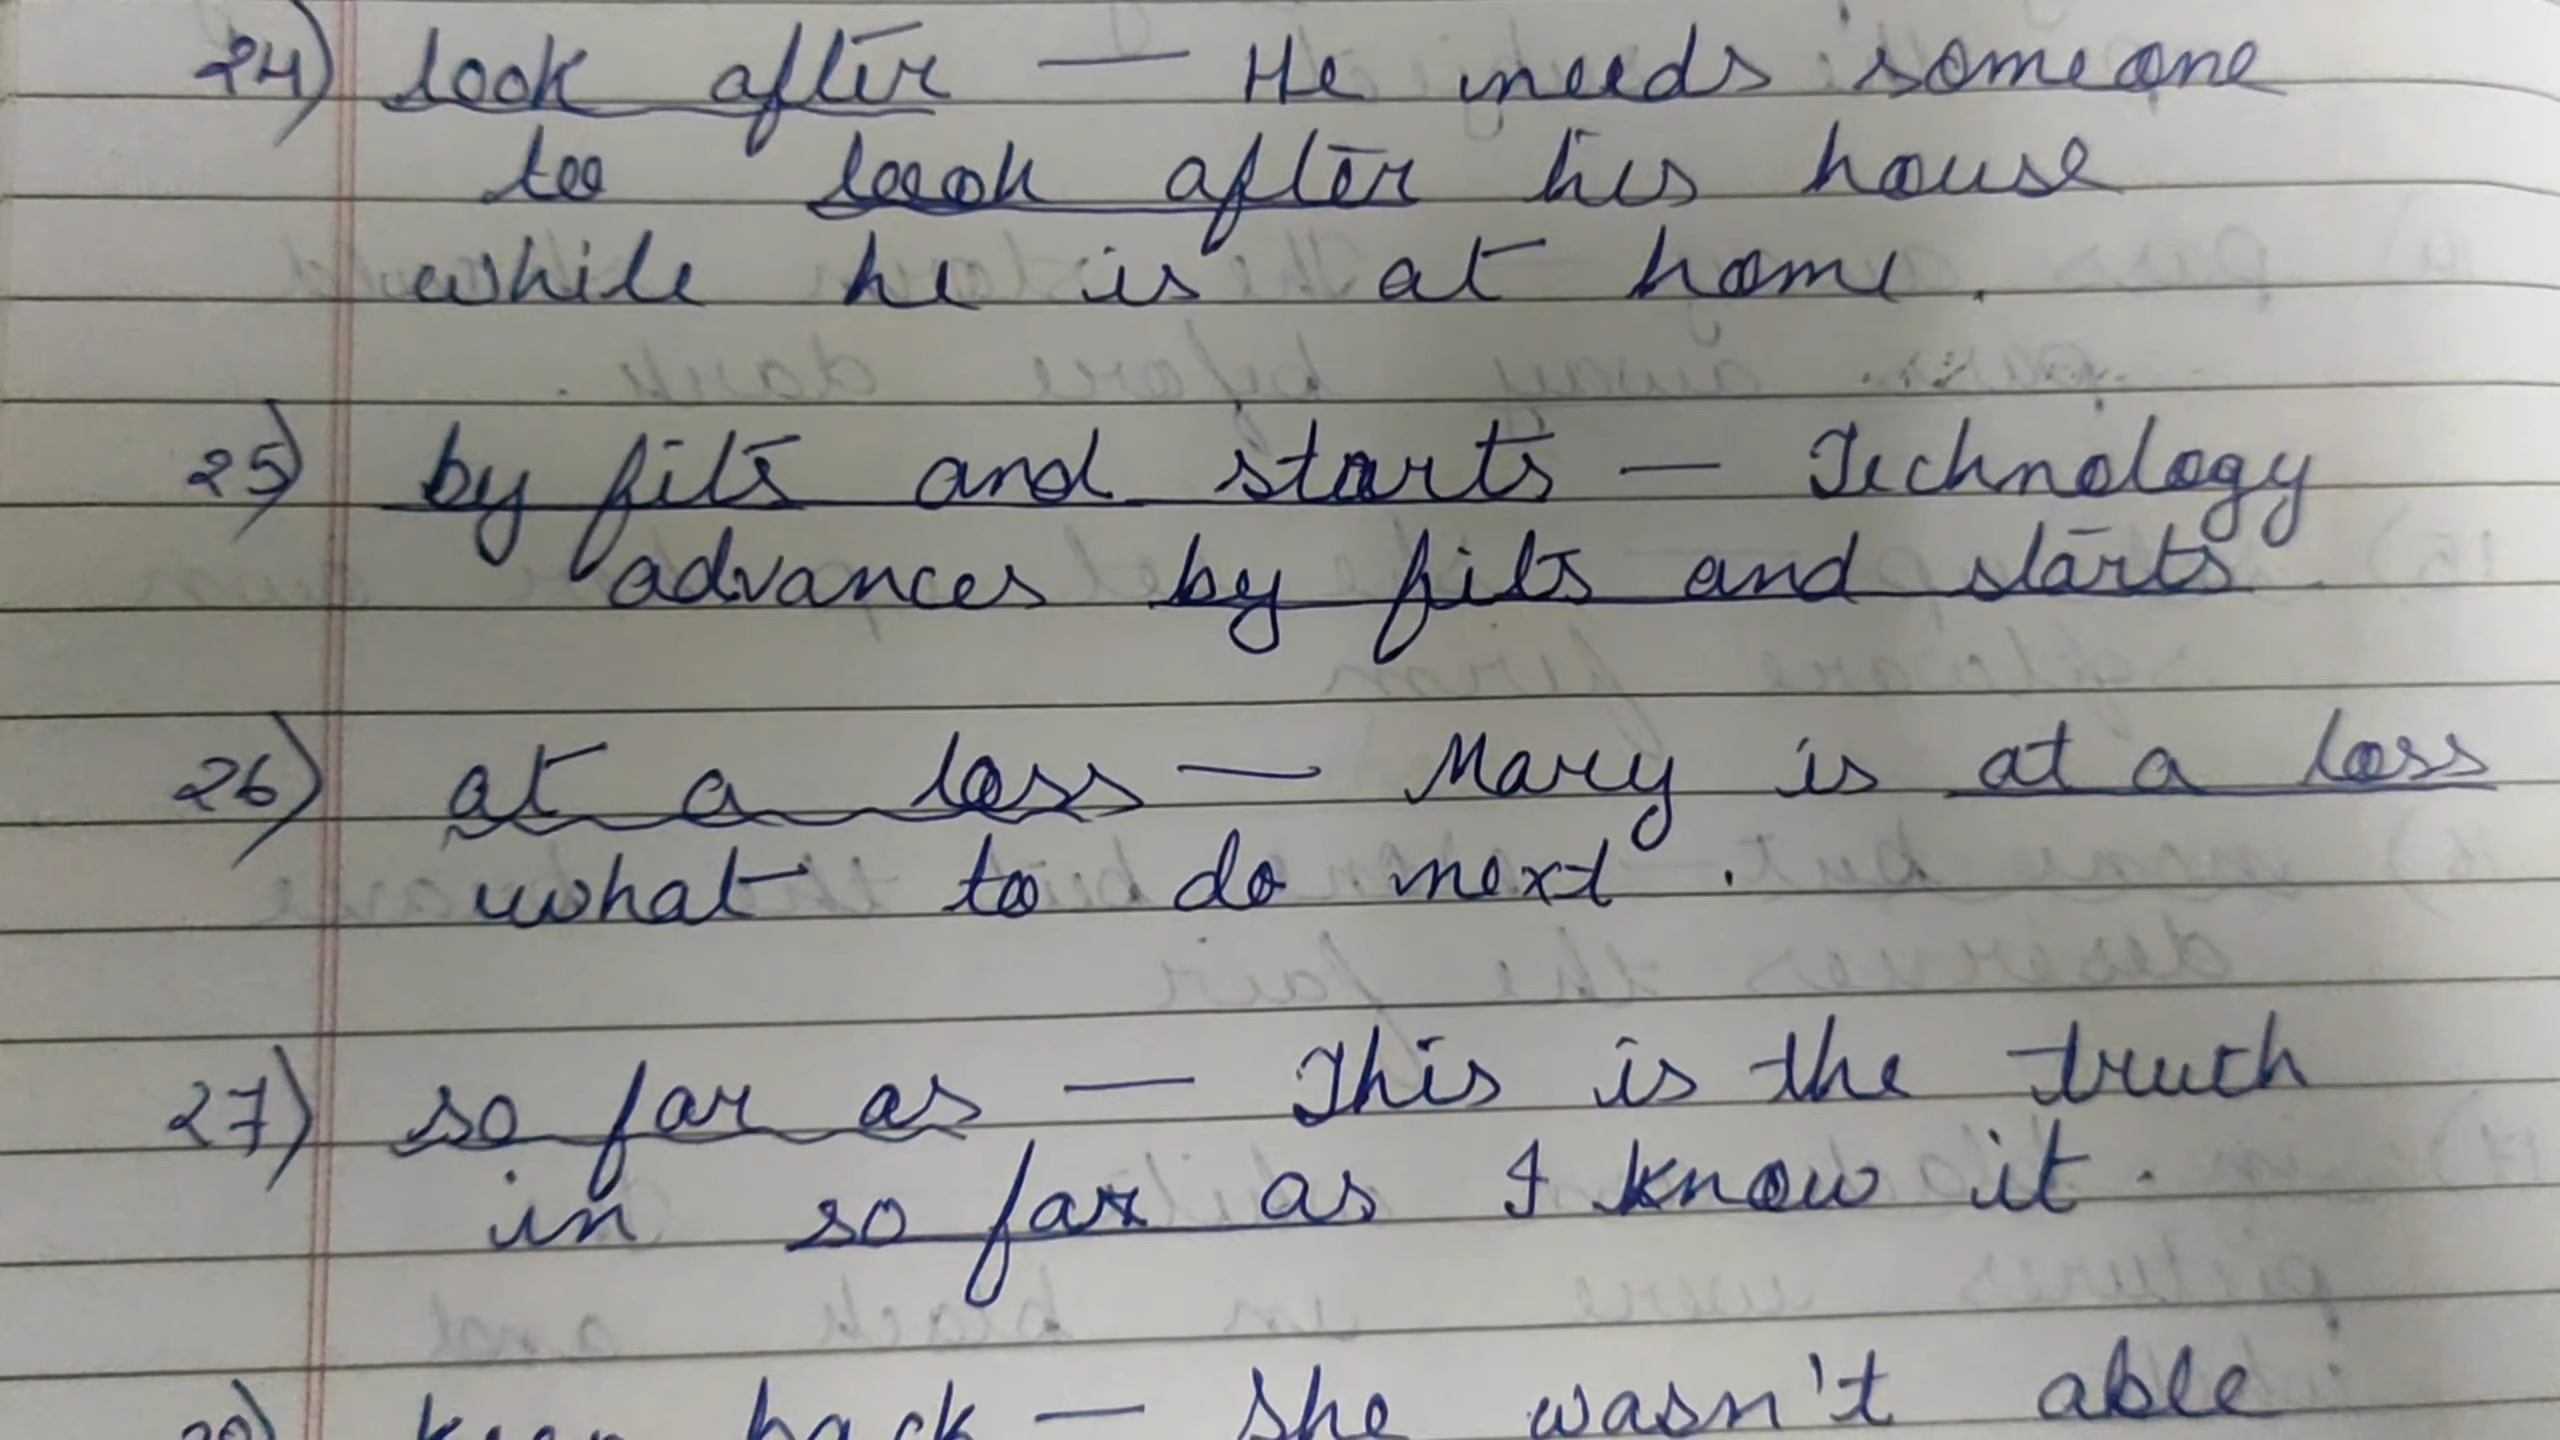 24) look after — He needs someone
to look after his house
while he is at home.
25) by fits and starts — Technology
advances by fits and starts
26) at a loss — Mary is at a loss
what to do next.
27) so far as — This is the truth
in so far as I know it.
back — She wasn't able